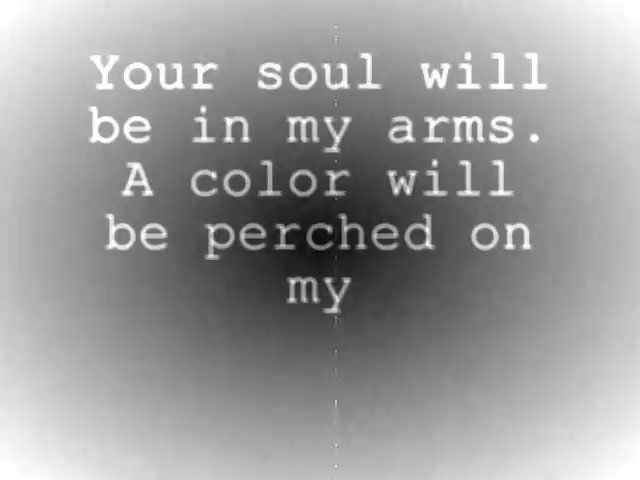 Your soul will
be in my arms.
A color will
be perched on
my